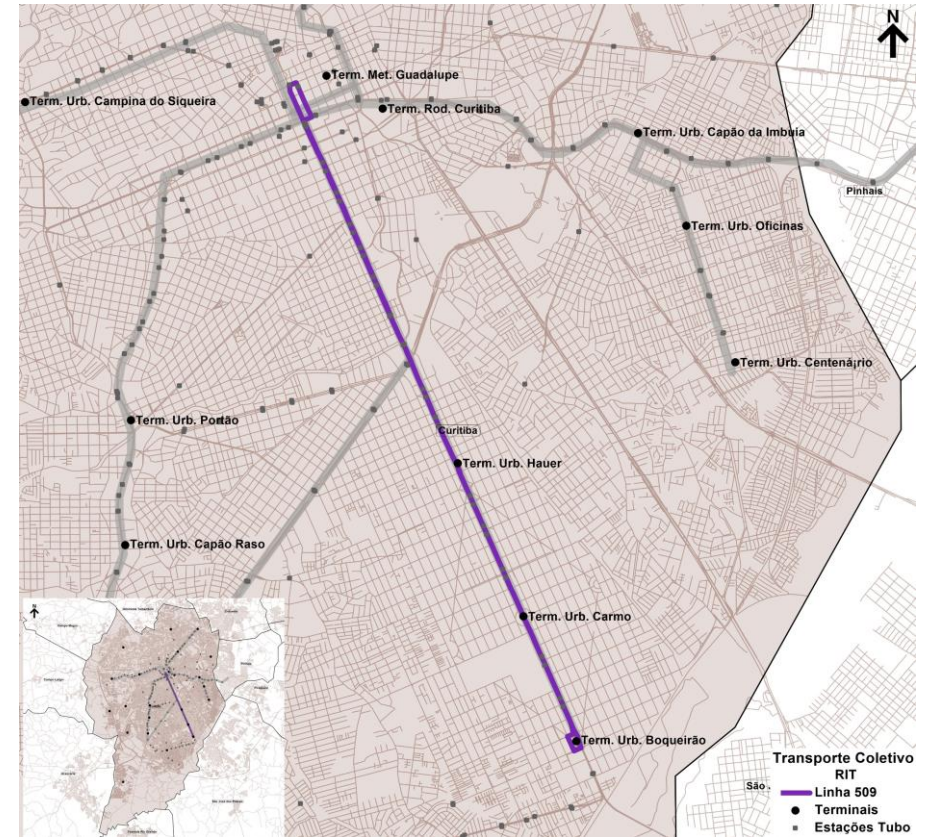 N
Term. Met. Guadalupe
Term. Urb. Campina do Siqueira
Term. Rod. Curitiba
Term. Urb. Capão da Imbuia
Pinhais
Term. Urb. Oficinas
Term. Urb. Centená¡rio
Term. Urb. Portão
Curitiba
Term. Urb. Hauer
Term. Urb. Capão Raso
Term. Urb. Carmo
Term. Urb. Boqueirão
São
Transporte Coletivo
RIT
Linha 509
Terminais
Estações Tubo